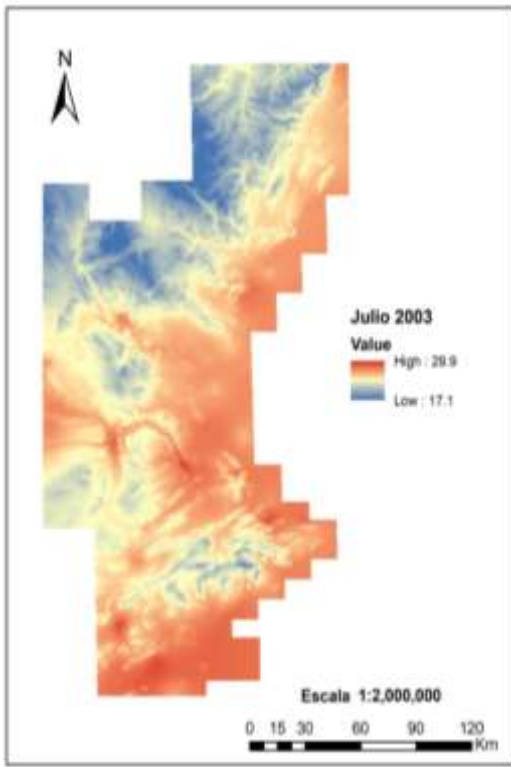 N
Julio 2003
Value
High : 29.9
Low : 17.1
Escala 1:2,000,000
0 15 30 60 90 120
Km